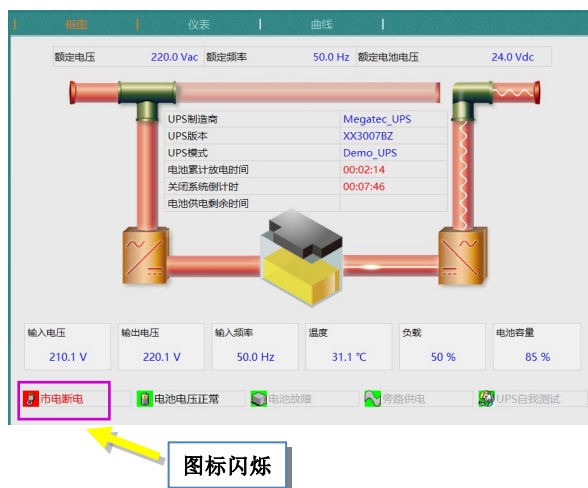 框图 仪表 曲线
额定电压 220.0 Vac 额定频率 50.0 Hz 额定电池电压 24.0 Vdc
UPS制造商 Megatec_UPS
UPS版本 XX3007BZ
UPS模式 Demo_UPS
电池累计放电时间 00:02:14
关闭系统倒计时 00:07:46
电池供电剩余时间
输入电压 输出电压 输入频率 温度 负载 电池容量
210.1 V 220.1 V 50.0 Hz 31.1 °C 50 % 85 %
市电断电 电池电压正常 电池故障 旁路供电 UPS自我测试
图标闪烁